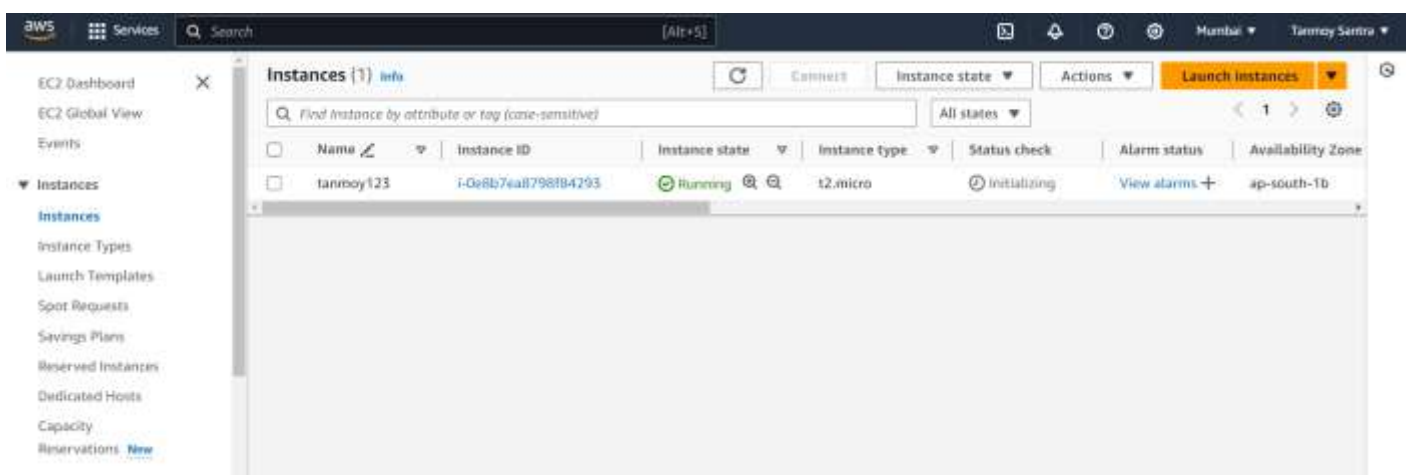 aws Services Search [Alt+S] Mumbai Tanmoy Santra
EC2 Dashboard
EC2 Global View
Events
Instances
Instances
Instance Types
Launch Templates
Spot Requests
Savings Plans
Reserved Instances
Dedicated Hosts
Capacity
Reservations New
Instances (1) Info Connect Instance state Actions Launch instances
Find Instance by attribute or tag (case-sensitive) All states 1
Name Instance ID Instance state Instance type Status check Alarm status Availability Zone
tanmoy123 i-0e8b7ea8798f84293 Running t2.micro Initializing View alarms + ap-south-1b